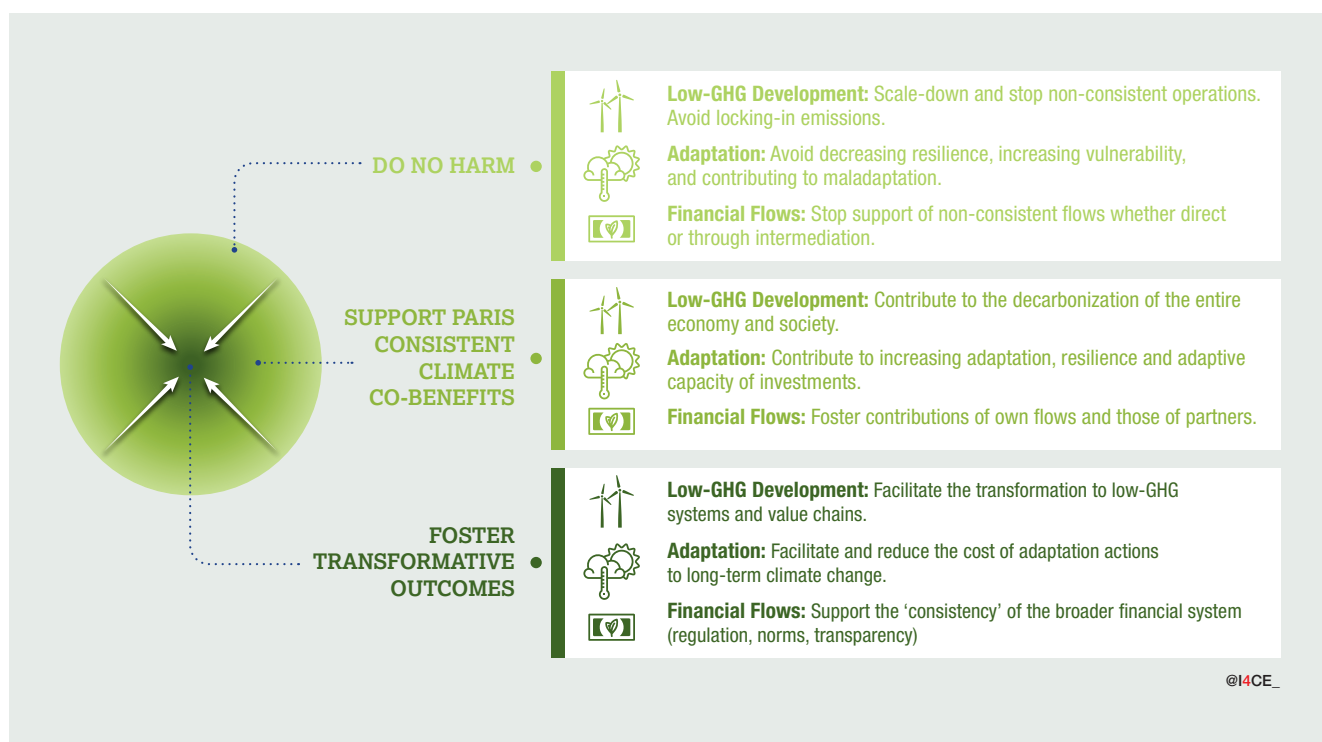 DO NO HARM
Low-GHG Development: Scale-down and stop non-consistent operations.
Avoid locking-in emissions.
Adaptation: Avoid decreasing resilience, increasing vulnerability,
and contributing to maladaptation.
Financial Flows: Stop support of non-consistent flows whether direct
or through intermediation.
SUPPORT PARIS
CONSISTENT
CLIMATE
CO-BENEFITS
Low-GHG Development: Contribute to the decarbonization of the entire
economy and society.
Adaptation: Contribute to increasing adaptation, resilience and adaptive
capacity of investments.
Financial Flows: Foster contributions of own flows and those of partners.
FOSTER
TRANSFORMATIVE
OUTCOMES
Low-GHG Development: Facilitate the transformation to low-GHG
systems and value chains.
Adaptation: Facilitate and reduce the cost of adaptation actions
to long-term climate change.
Financial Flows: Support the ‘consistency’ of the broader financial system
(regulation, norms, transparency)
@I4CE_